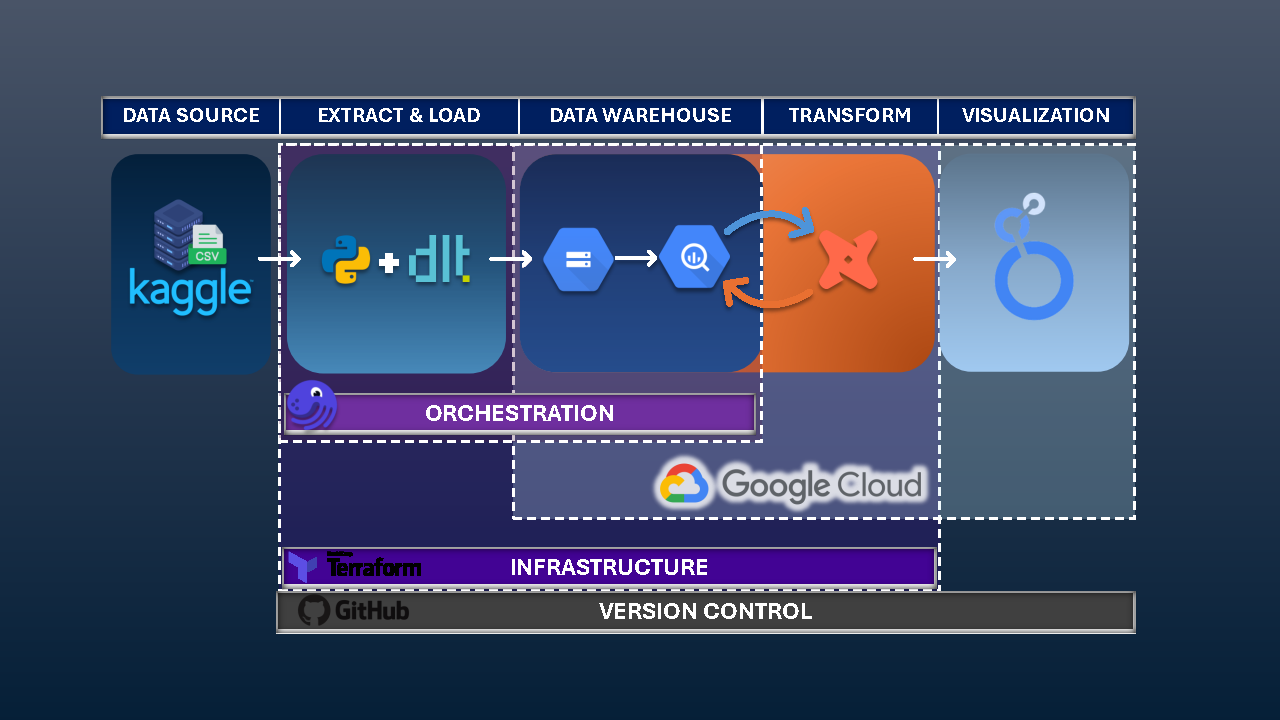 DATA SOURCE
EXTRACT & LOAD
DATA WAREHOUSE
TRANSFORM
VISUALIZATION
CSV
kaggle
dlt
ORCHESTRATION
Google Cloud
Terraform
INFRASTRUCTURE
GitHub
VERSION CONTROL